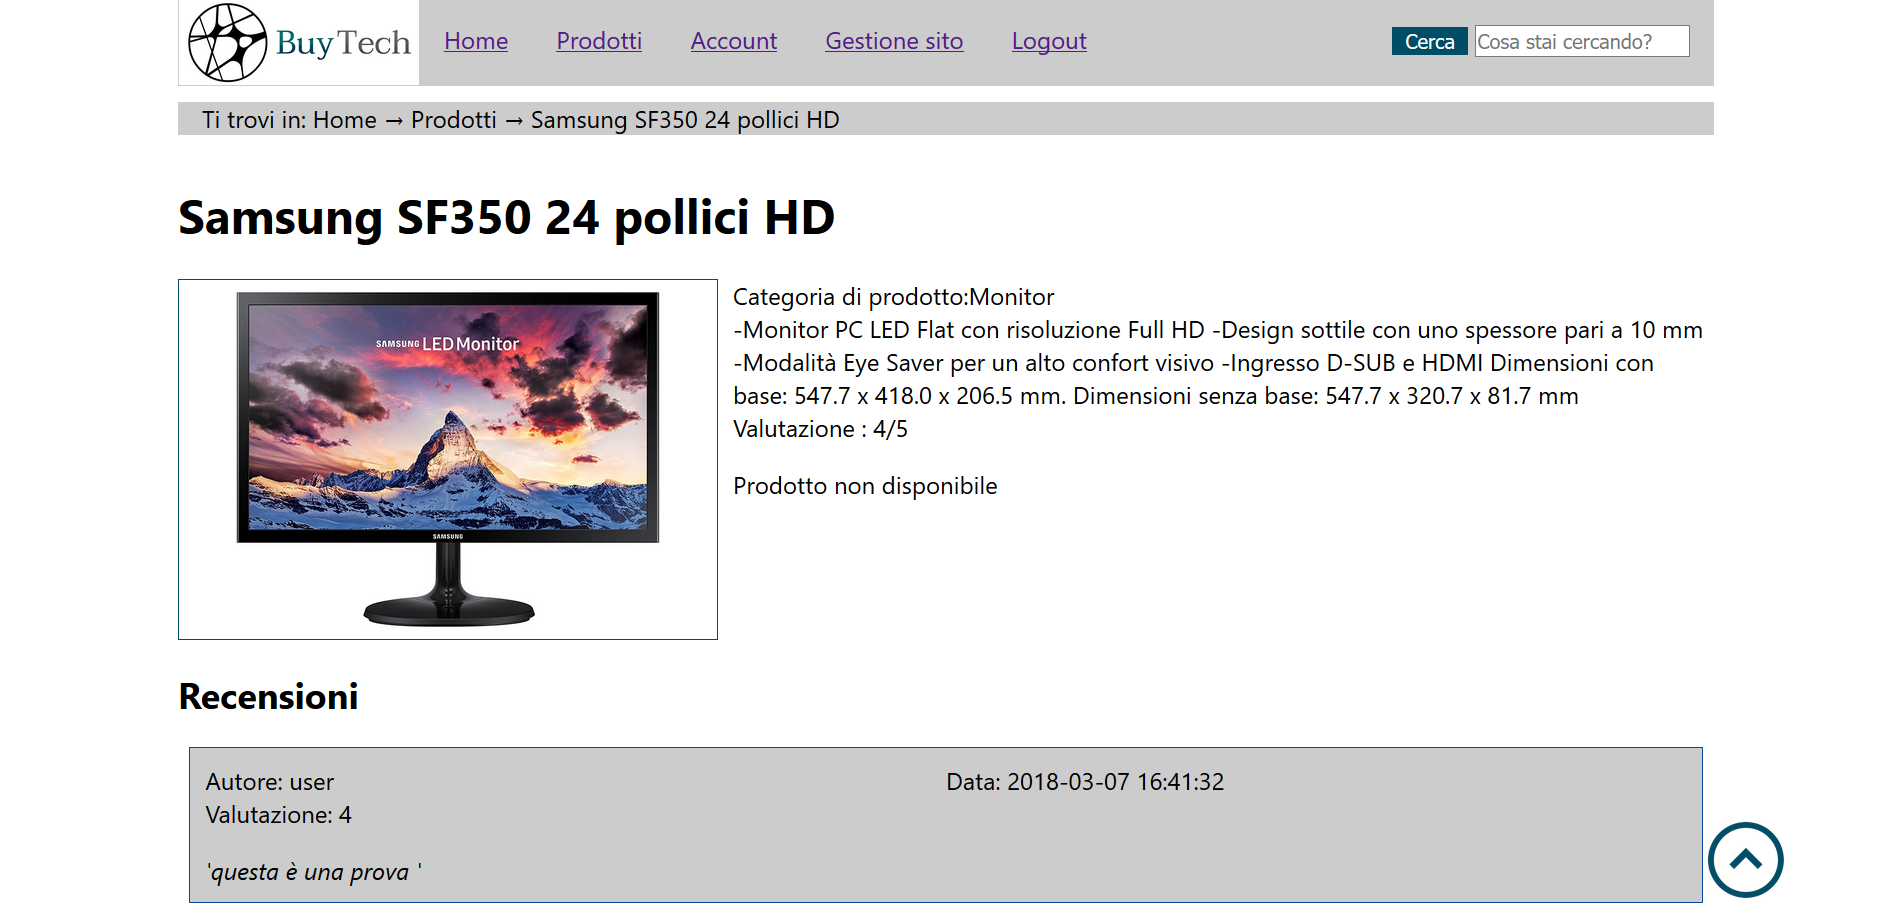 BuyTech Home Prodotti Account Gestione sito Logout Cerca Cosa stai cercando?
Ti trovi in: Home → Prodotti → Samsung SF350 24 pollici HD
Samsung SF350 24 pollici HD
SAMSUNG LED Monitor
SAMSUNG
Categoria di prodotto:Monitor
-Monitor PC LED Flat con risoluzione Full HD -Design sottile con uno spessore pari a 10 mm
-Modalità Eye Saver per un alto confort visivo -Ingresso D-SUB e HDMI Dimensioni con
base: 547.7 x 418.0 x 206.5 mm. Dimensioni senza base: 547.7 x 320.7 x 81.7 mm
Valutazione : 4/5
Prodotto non disponibile
Recensioni
Autore: user Data: 2018-03-07 16:41:32
Valutazione: 4
'questa è una prova '